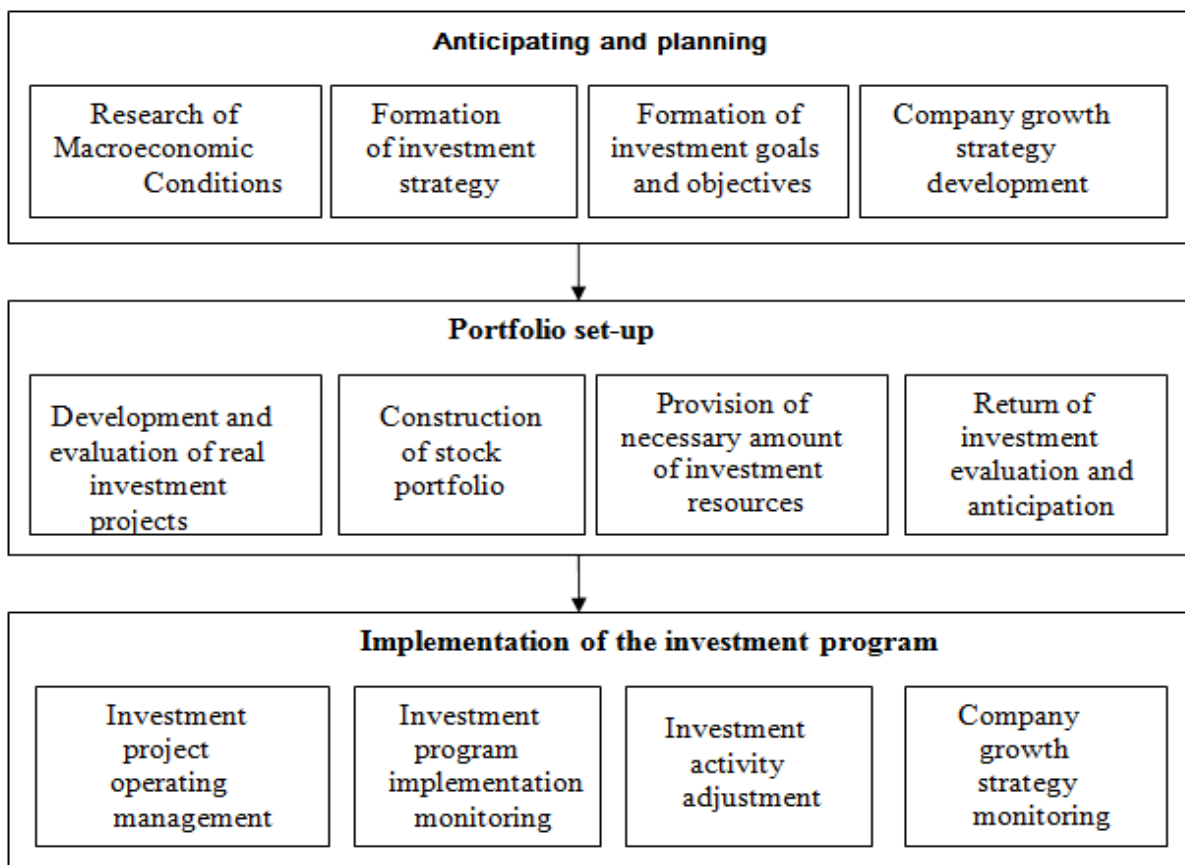 Anticipating and planning
Research of
Macroeconomic
Conditions
Formation
of investment
strategy
Formation of
investment goals
and objectives
Company growth
strategy
development
Portfolio set-up
Development and
evaluation of real
investment
projects
Construction
of stock
portfolio
Provision of
necessary amount
of investment
resources
Return of
investment
evaluation and
anticipation
Implementation of the investment program
Investment
project
operating
management
Investment
program
implementation
monitoring
Investment
activity
adjustment
Company
growth
strategy
monitoring